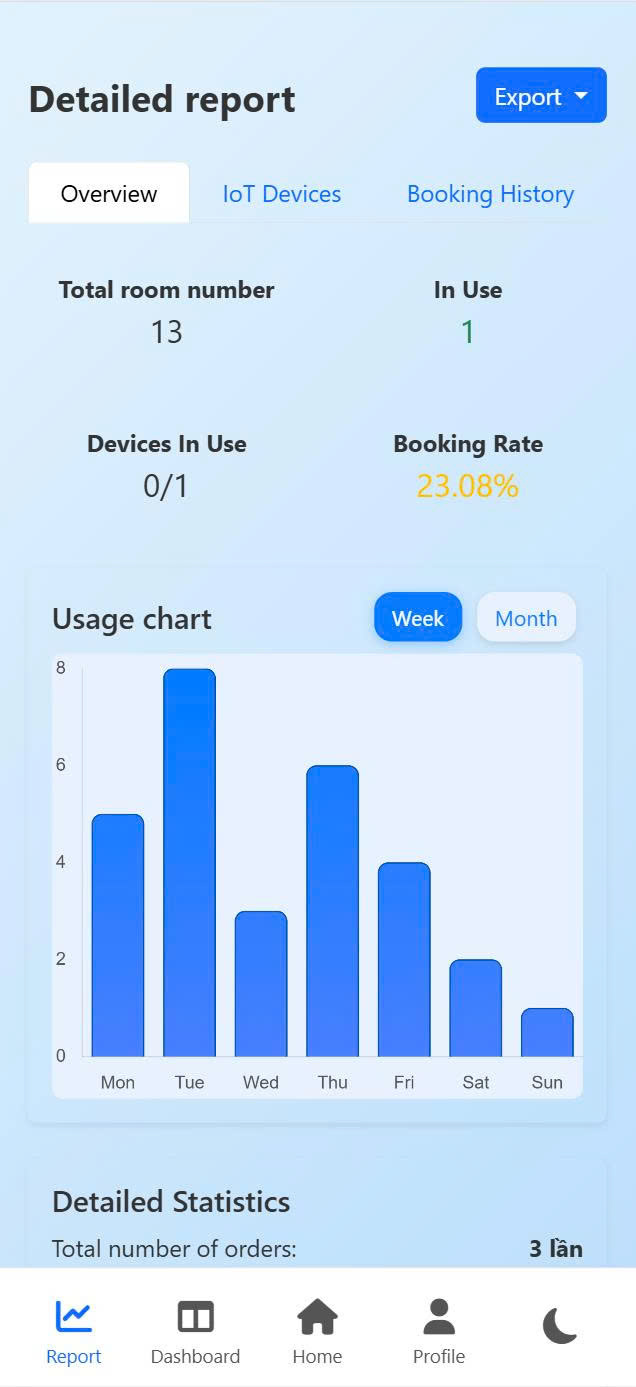 Detailed report
Export
Overview IoT Devices Booking History
Total room number In Use
13 1
Devices In Use Booking Rate
0/1 23.08%
Usage chart Week Month
8
6
4
2
0
Mon Tue Wed Thu Fri Sat Sun
Detailed Statistics
Total number of orders: 3 lần
Report Dashboard Home Profile